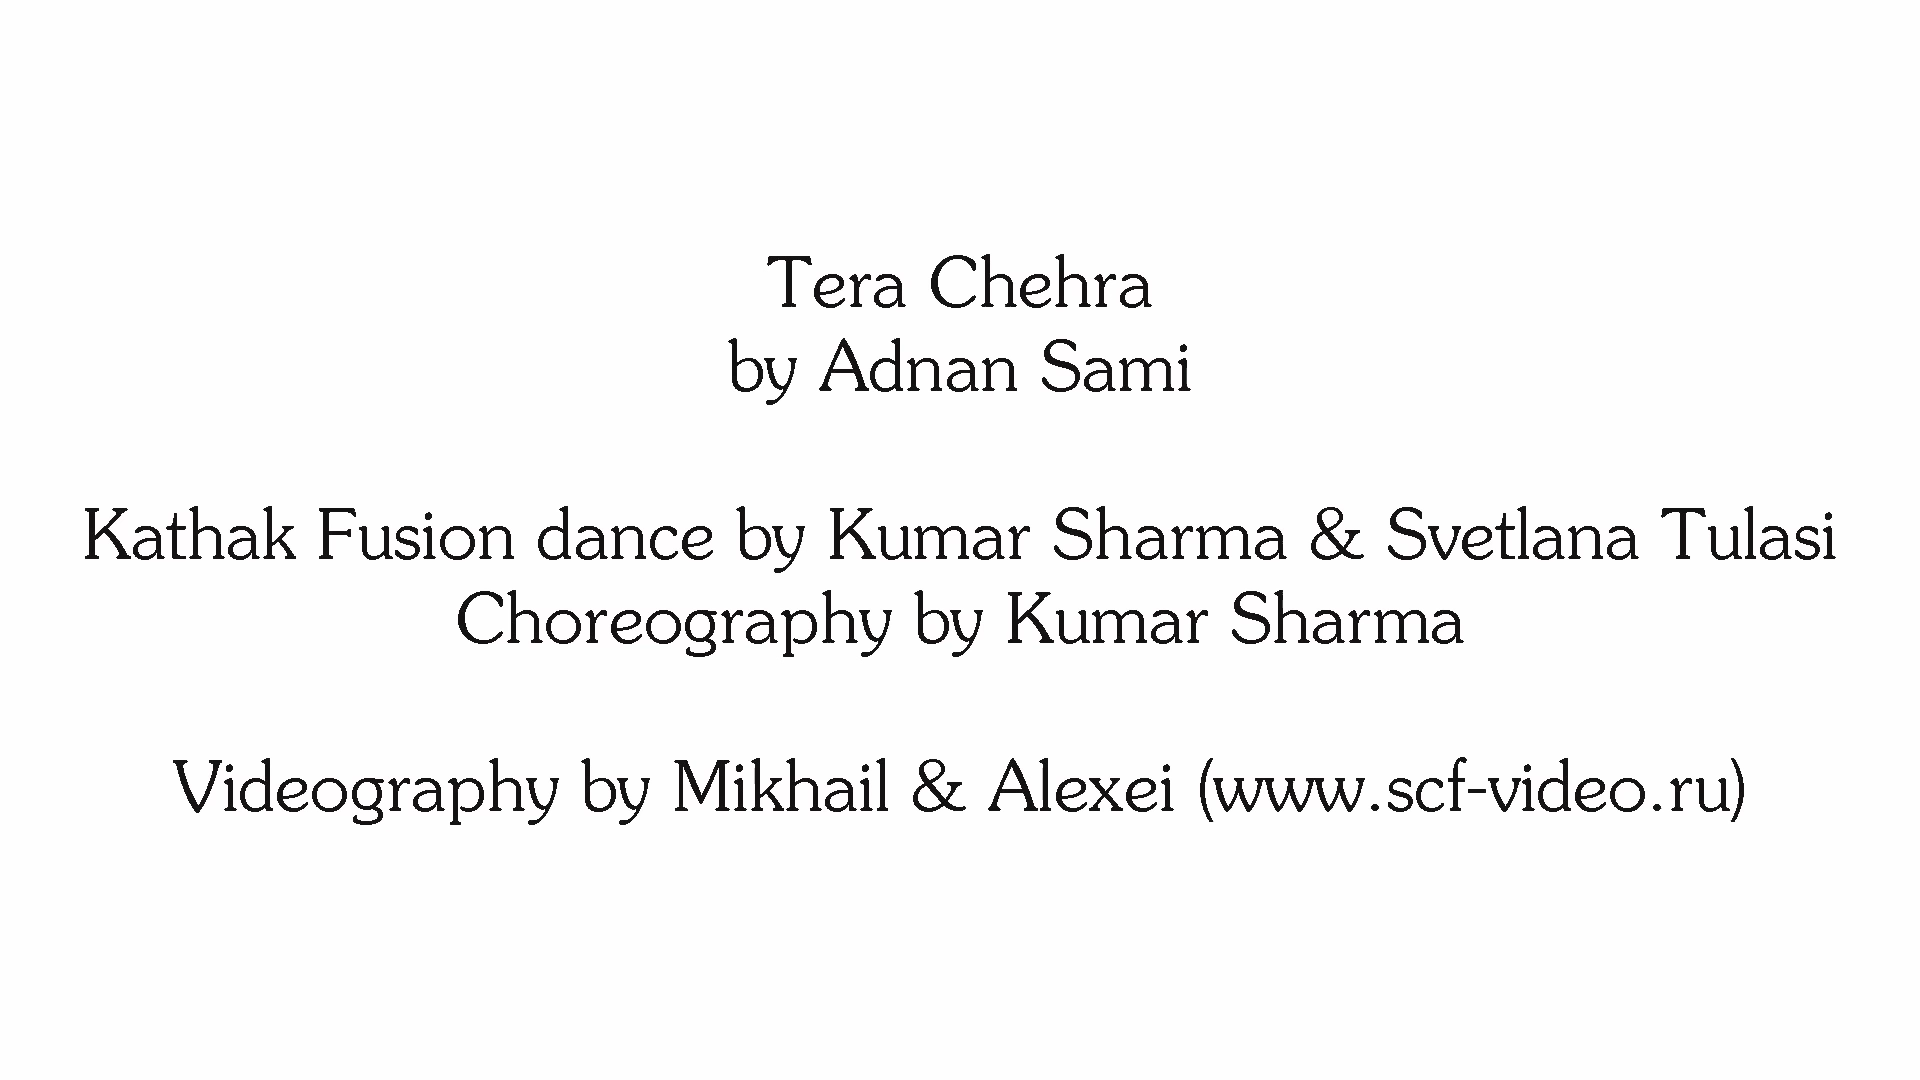 Tera Chehra
by Adnan Sami
Kathak Fusion dance by Kumar Sharma & Svetlana Tulasi
Choreography by Kumar Sharma
Videography by Mikhail & Alexei (www.scf-video.ru)